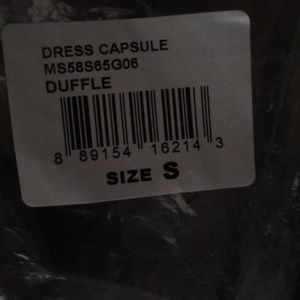 DRESS CAPSULE
MS58S65G06
DUFFLE
8 89154 16214 3
SIZE S